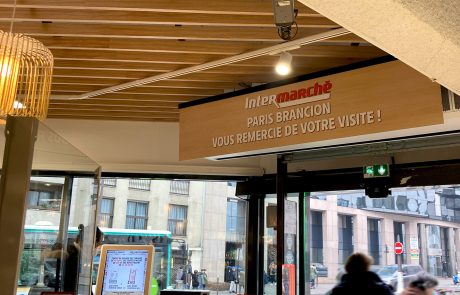 Intermarché
PARIS BRANCION
VOUS REMERCIE DE VOTRE VISITE !